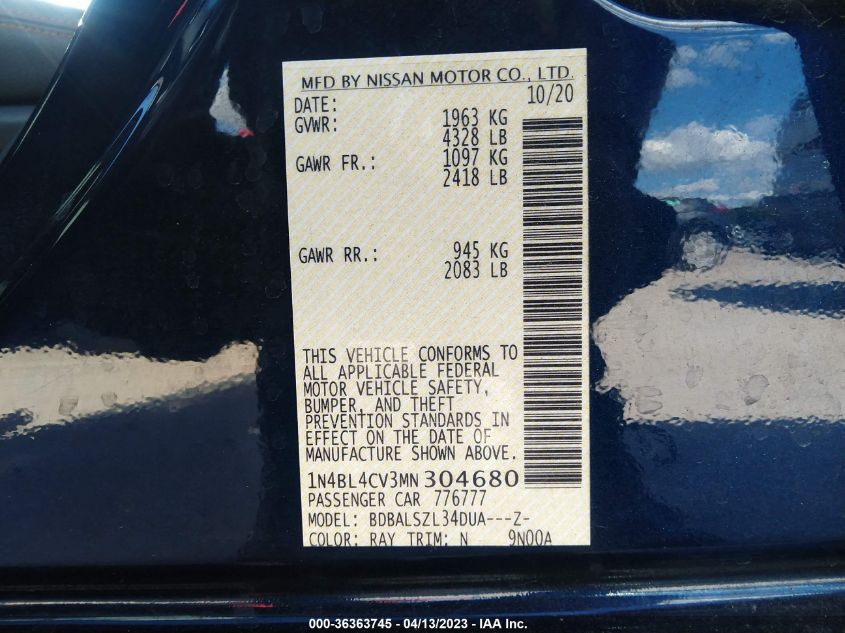 MFD BY NISSAN MOTOR CO., LTD.
DATE: 10/20
GVWR: 1963 KG
4328 LB
GAWR FR.: 1097 KG
2418 LB
GAWR RR.: 945 KG
2083 LB
THIS VEHICLE CONFORMS TO
ALL APPLICABLE FEDERAL
MOTOR VEHICLE SAFETY,
BUMPER, AND THEFT
PREVENTION STANDARDS IN
EFFECT ON THE DATE OF
MANUFACTURE SHOWN ABOVE.
1N4BL4CV3MN304680
PASSENGER CAR 776777
MODEL: BDBALSZL34DUA---Z-
COLOR: RAY TRIM: N 9N00A
000-36363745 - 04/13/2023 - IAA Inc.